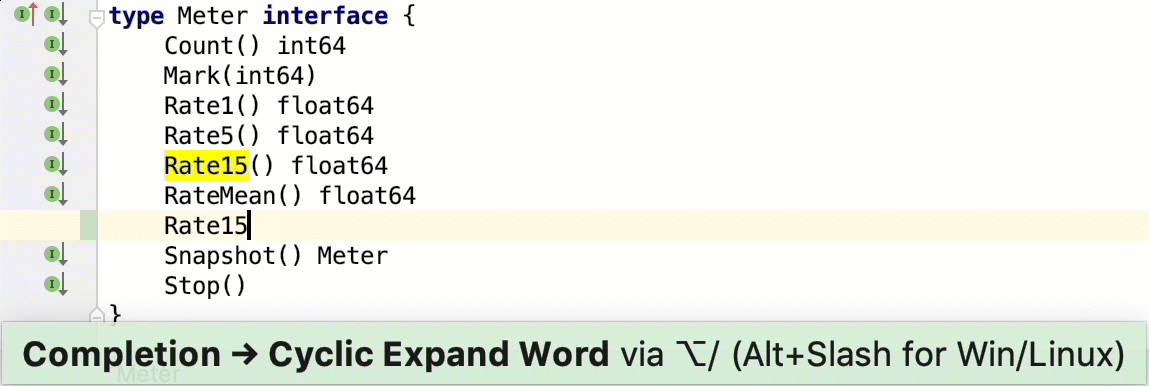 type Meter interface {
Count() int64
Mark(int64)
Rate1() float64
Rate5() float64
Rate15() float64
RateMean() float64
Rate15
Snapshot() Meter
Stop()
}
Completion → Cyclic Expand Word via ⌥/ (Alt+Slash for Win/Linux)
Meter